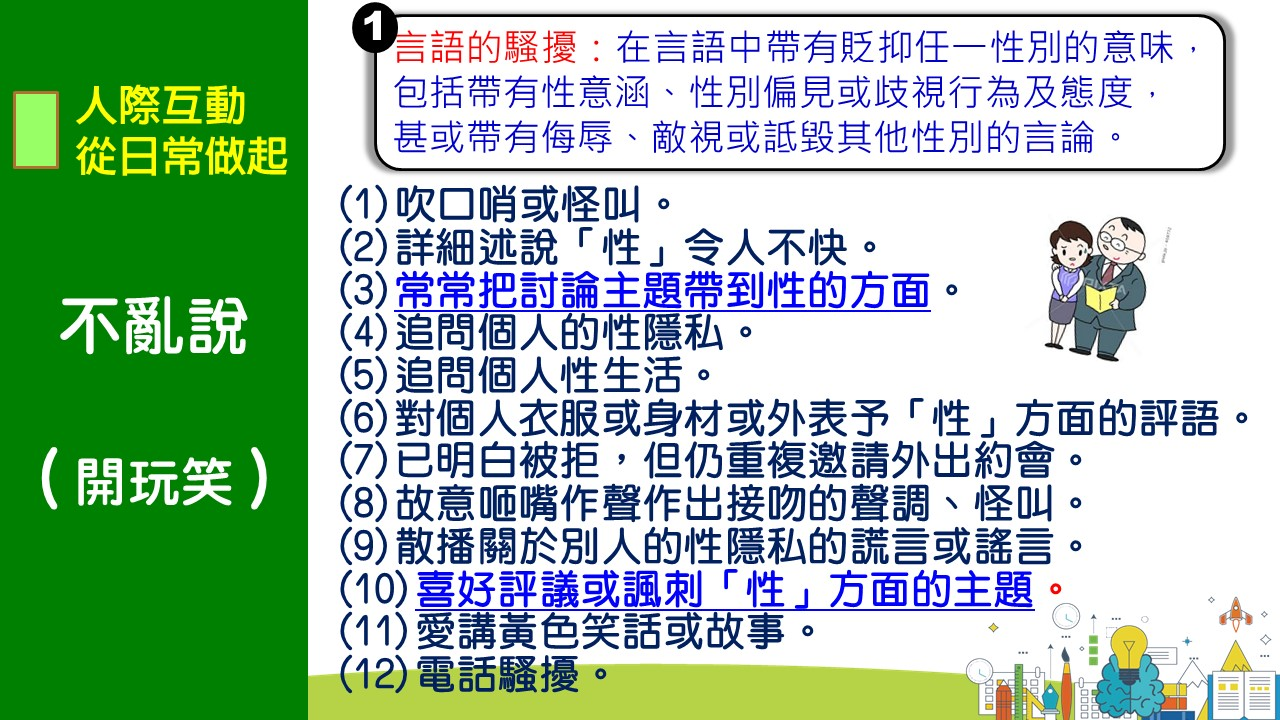 人際互動
從日常做起
不亂說
(開玩笑)
1
言語的騷擾：在言語中帶有貶抑任一性別的意味，
包括帶有性意涵、性別偏見或歧視行為及態度，
甚或帶有侮辱、敵視或詆毀其他性別的言論。
(1)吹口哨或怪叫。
(2)詳細述說「性」令人不快。
(3)常常把討論主題帶到性的方面。
(4)追問個人的性隱私。
(5)追問個人性生活。
(6)對個人衣服或身材或外表予「性」方面的評語。
(7)已明白被拒，但仍重複邀請外出約會。
(8)故意咂嘴作聲作出接吻的聲調、怪叫。
(9)散播關於別人的性隱私的謊言或謠言。
(10)喜好評議或諷刺「性」方面的主題。
(11)愛講黃色笑話或故事。
(12)電話騷擾。